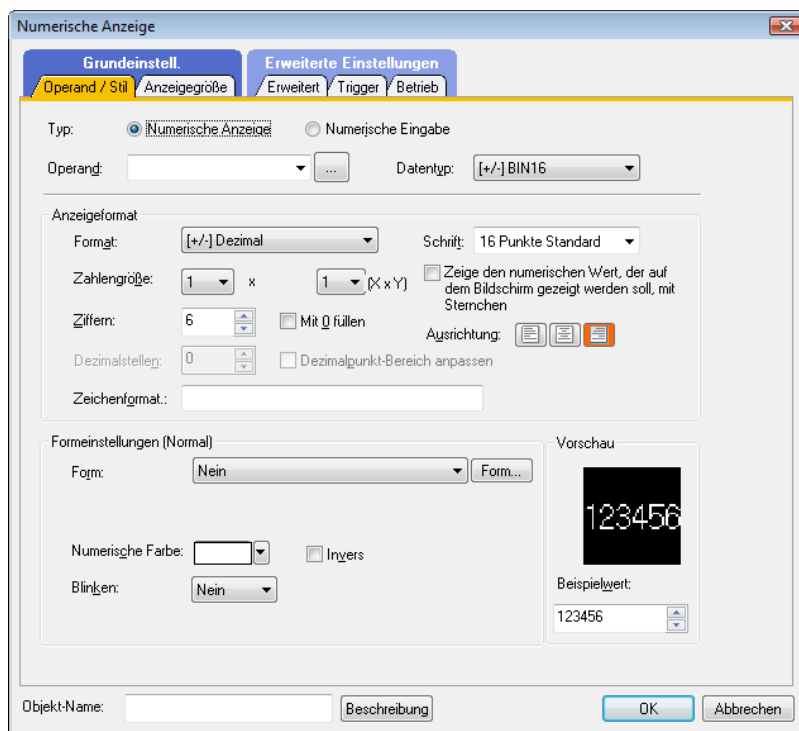 Numerische Anzeige
Grundeinstell. Erweiterte Einstellungen
Operand / Stil Anzeigegröße Erweitert Trigger Betrieb
Typ: Numerische Anzeige Numerische Eingabe
Operand: ... Datentyp: [+/-] BIN16
Anzeigeformat
Format: [+/-] Dezimal Schrift: 16 Punkte Standard
Zahlengröße: 1 x 1 (X x Y) Zeige den numerischen Wert, der auf
dem Bildschirm gezeigt werden soll, mit
Sternchen
Ziffern: 6 Mit 0 füllen
Ausrichtung:
Dezimalstellen: 0 Dezimalpunkt-Bereich anpassen
Zeichenformat.:
Formeinstellungen (Normal) Vorschau
Form: Nein Form...
123456
Numerische Farbe: Invers
Blinken: Nein Beispielwert:
123456
Objekt-Name: Beschreibung OK Abbrechen